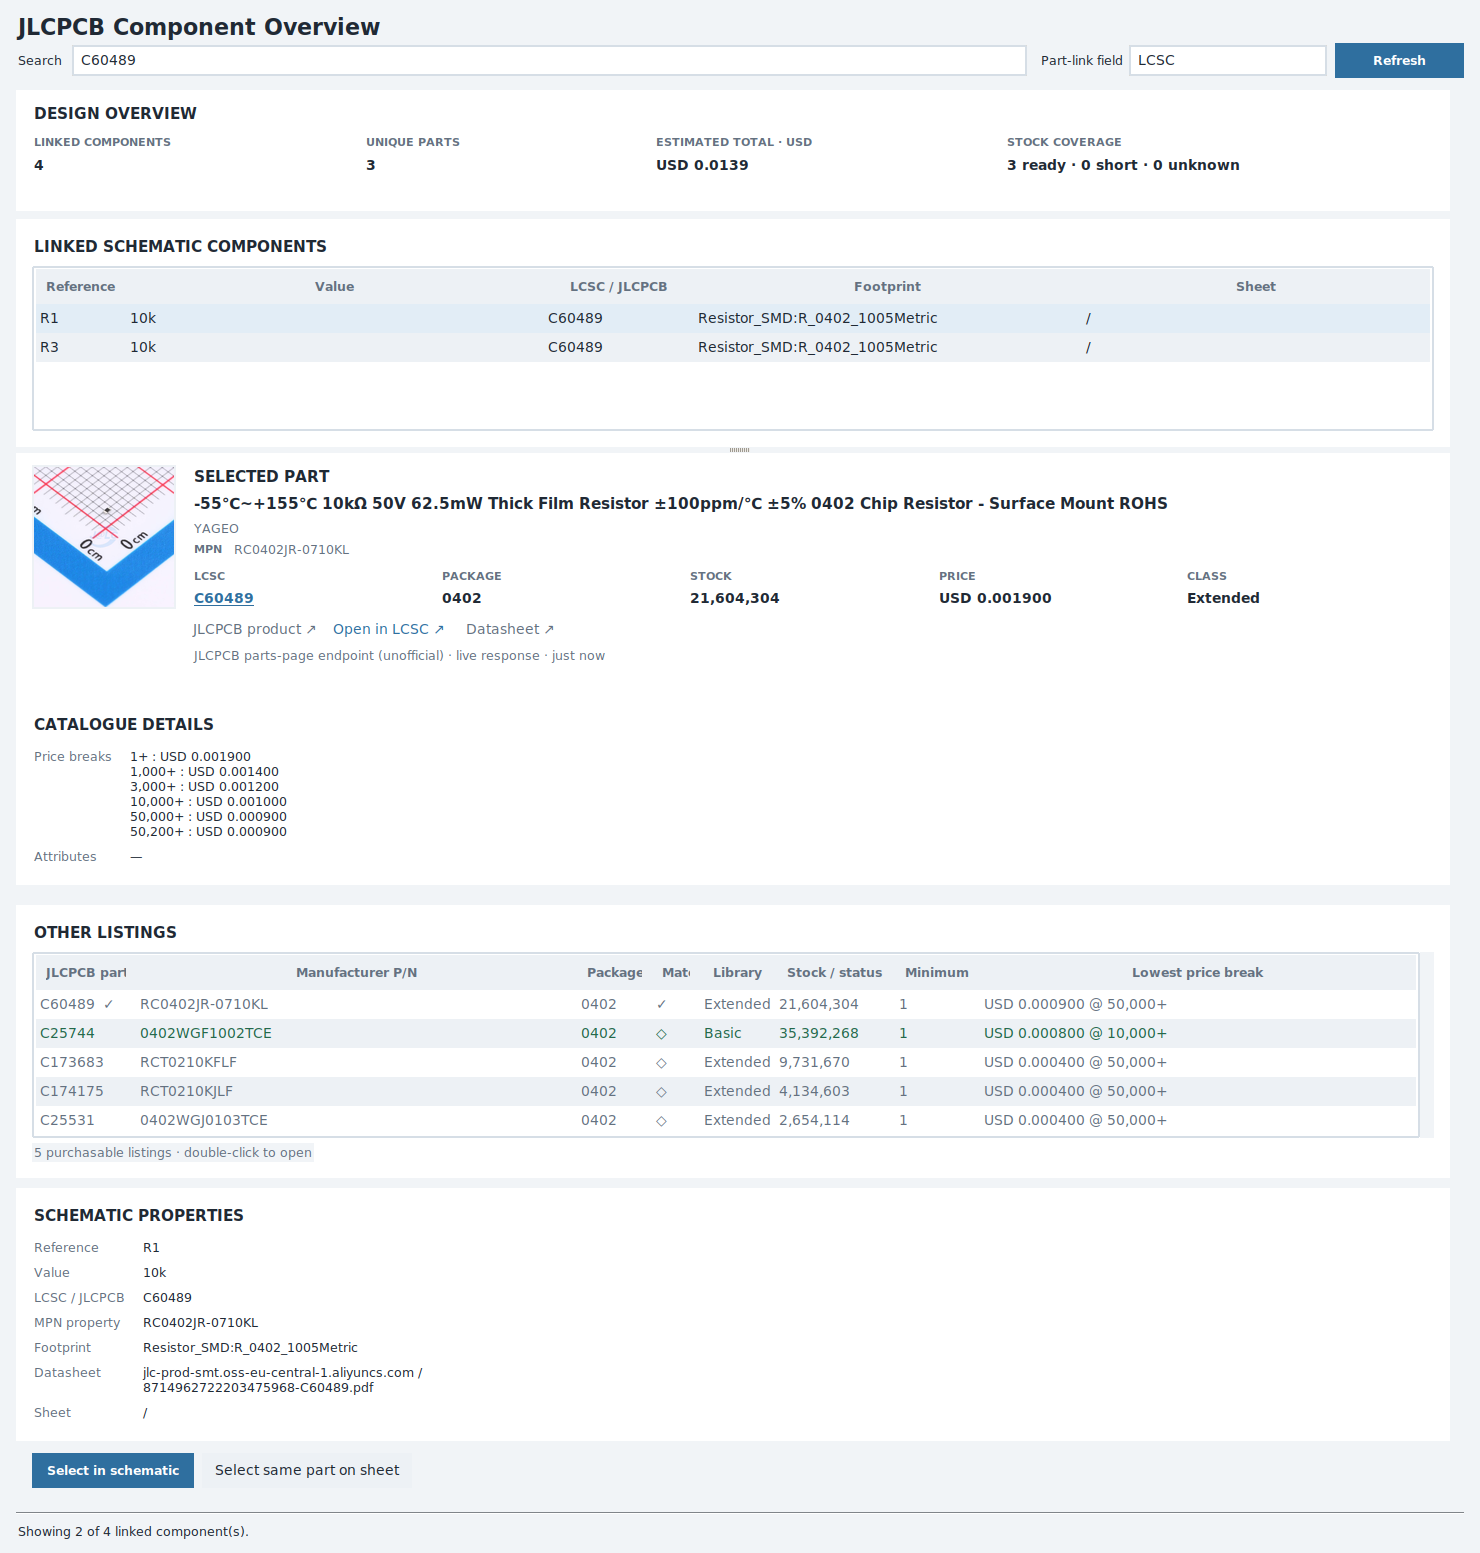 JLCPCB Component Overview
Search C60489 Part-link field LCSC Refresh
DESIGN OVERVIEW
LINKED COMPONENTS UNIQUE PARTS ESTIMATED TOTAL · USD STOCK COVERAGE
4 3 USD 0.0139 3 ready · 0 short · 0 unknown
LINKED SCHEMATIC COMPONENTS
Reference Value LCSC / JLCPCB Footprint Sheet
R1 10k C60489 Resistor_SMD:R_0402_1005Metric /
R3 10k C60489 Resistor_SMD:R_0402_1005Metric /
0cm 0cm
SELECTED PART
-55℃~+155℃ 10kΩ 50V 62.5mW Thick Film Resistor ±100ppm/℃ ±5% 0402 Chip Resistor - Surface Mount ROHS
YAGEO
MPN RC0402JR-0710KL
LCSC PACKAGE STOCK PRICE CLASS
C60489 0402 21,604,304 USD 0.001900 Extended
JLCPCB product ↗ Open in LCSC ↗ Datasheet ↗
JLCPCB parts-page endpoint (unofficial) · live response · just now
CATALOGUE DETAILS
Price breaks 1+ : USD 0.001900
1,000+ : USD 0.001400
3,000+ : USD 0.001200
10,000+ : USD 0.001000
50,000+ : USD 0.000900
50,200+ : USD 0.000900
Attributes —
OTHER LISTINGS
JLCPCB part Manufacturer P/N Package Matc Library Stock / status Minimum Lowest price break
C60489 ✓ RC0402JR-0710KL 0402 ✓ Extended 21,604,304 1 USD 0.000900 @ 50,000+
C25744 0402WGF1002TCE 0402 ◇ Basic 35,392,268 1 USD 0.000800 @ 10,000+
C173683 RCT0210KFLF 0402 ◇ Extended 9,731,670 1 USD 0.000400 @ 50,000+
C174175 RCT0210KJLF 0402 ◇ Extended 4,134,603 1 USD 0.000400 @ 50,000+
C25531 0402WGJ0103TCE 0402 ◇ Extended 2,654,114 1 USD 0.000400 @ 50,000+
5 purchasable listings · double-click to open
SCHEMATIC PROPERTIES
Reference R1
Value 10k
LCSC / JLCPCB C60489
MPN property RC0402JR-0710KL
Footprint Resistor_SMD:R_0402_1005Metric
Datasheet jlc-prod-smt.oss-eu-central-1.aliyuncs.com /
8714962722203475968-C60489.pdf
Sheet /
Select in schematic Select same part on sheet
Showing 2 of 4 linked component(s).